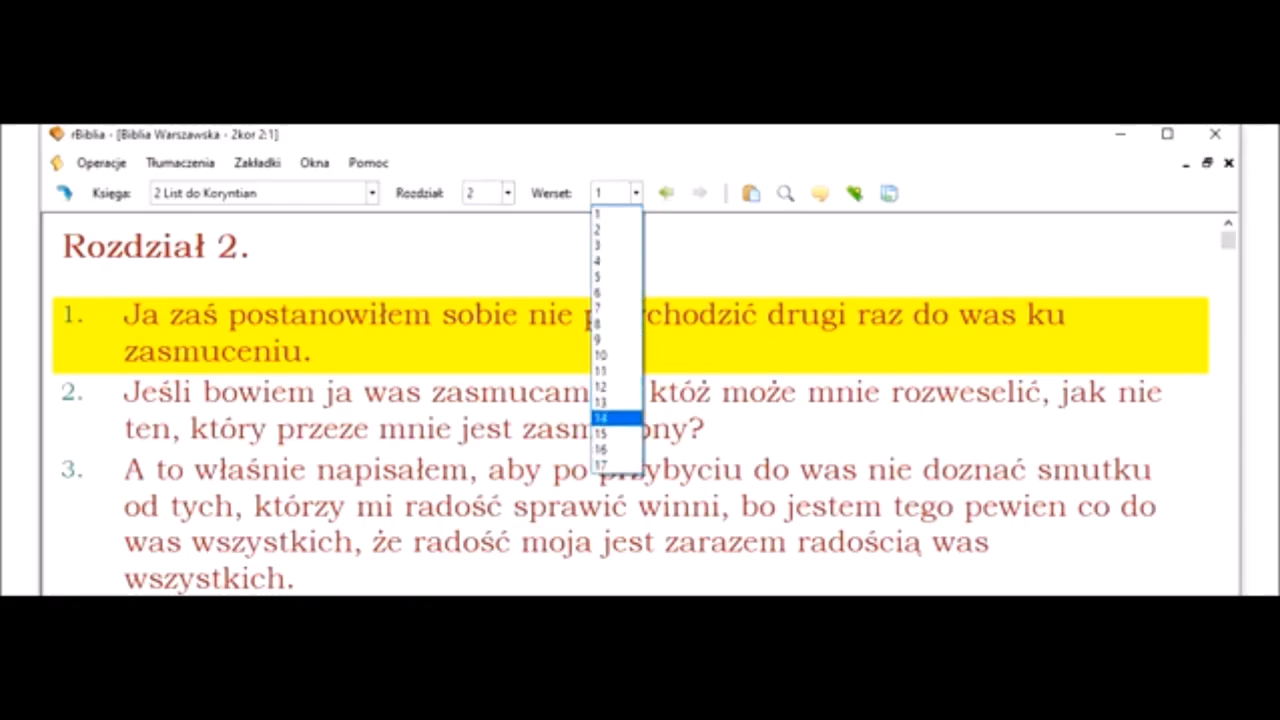 rBiblia - [Biblia Warszawska - 2kor 2:1]
Operacje Tłumaczenia Zakładki Okna Pomoc
Księga: 2 List do Koryntian Rozdział: 2 Werset: 1
1
2
3
4
5
6
7
8
9
10
11
12
13
14
15
16
17
Rozdział 2.
1. Ja zaś postanowiłem sobie nie drugi raz do was ku
zasmuceniu.
2. Jeśli bowiem ja was zasmucam któż może mnie rozweselić, jak nie
ten, który przeze mnie jest
3. A to właśnie napisałem, aby po przybyciu do was nie doznać smutku
od tych, którzy mi radość sprawić winni, bo jestem tego pewien co do
was wszystkich, że radość moja jest zarazem radością was
wszystkich.